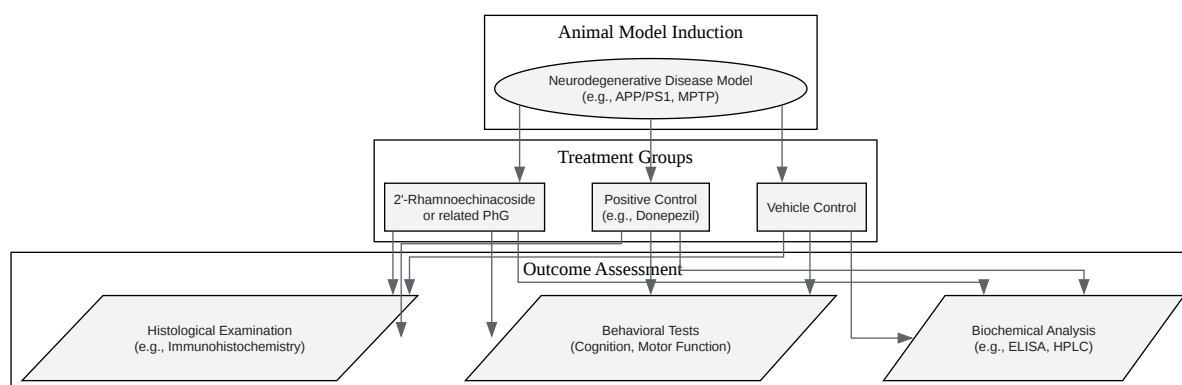 Animal Model Induction
Neurodegenerative Disease Model
(e.g., APP/PS1, MPTP)
Treatment Groups
2'-Rhamnoechinacoside
or related PhG
Positive Control
(e.g., Donepezil)
Vehicle Control
Outcome Assessment
Histological Examination
(e.g., Immunohistochemistry)
Behavioral Tests
(Cognition, Motor Function)
Biochemical Analysis
(e.g., ELISA, HPLC)